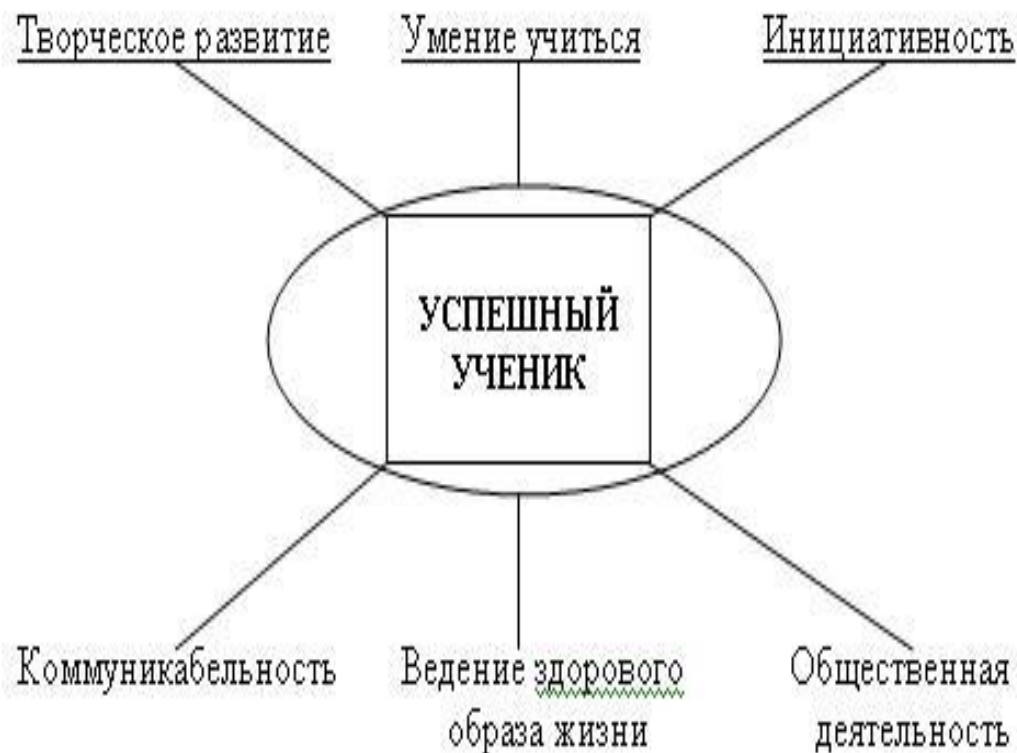 Творческое развитие
Умение учиться
Инициативность
УСПЕШНЫЙ
УЧЕНИК
Коммуникабельность
Ведение здорового
образа жизни
Общественная
деятельность